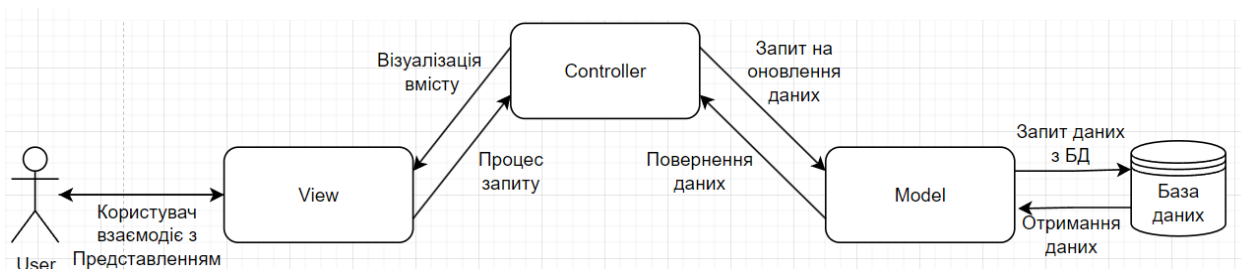 Візуалізація
вмісту
Controller
Запит на
оновлення
даних
Запит даних
з БД
Процес
запиту
Повернення
даних
View
Model
База
даних
Користувач
взаємодіє з
Представленням
Отримання
даних
User